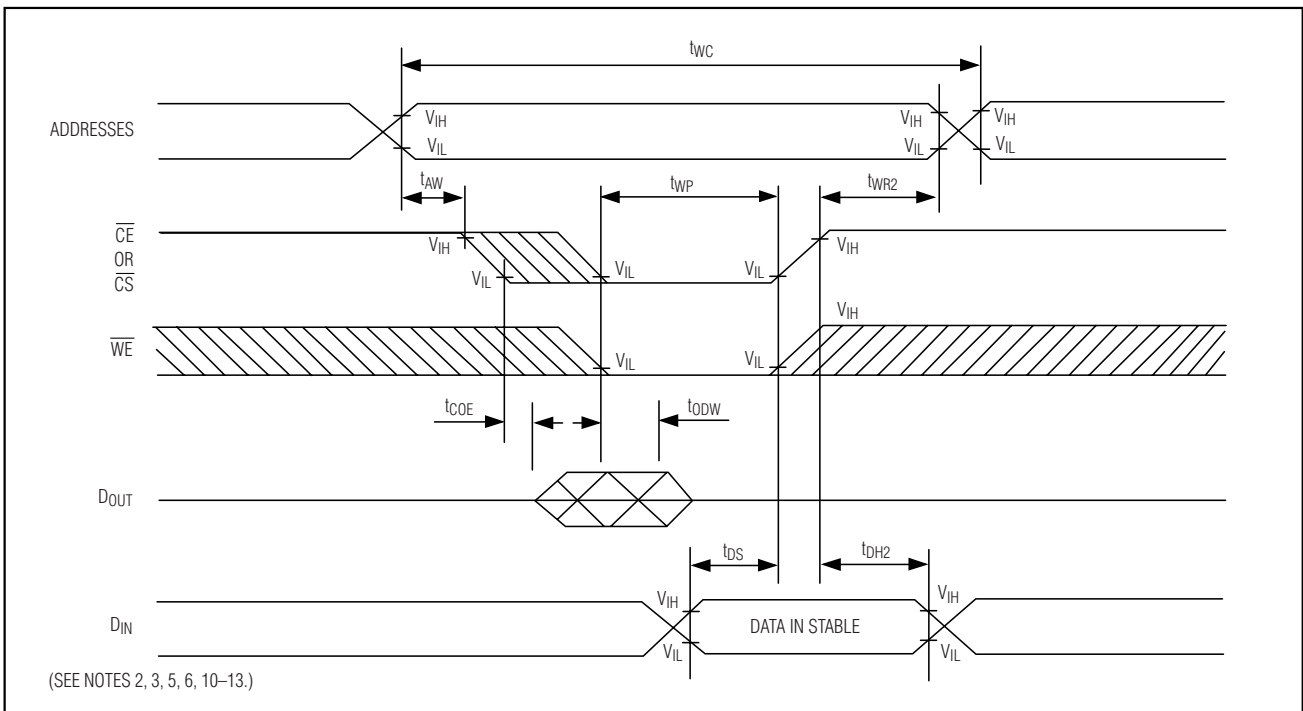 tWC
ADDRESSES
VIH
VIL
VIH
VIL
VIH
VIL
tAW
tWP
tWR2
CE
OR
CS
VIH
VIL
VIL
VIL
VIH
WE
VIL
VIL
VIH
tCOE
tODW
DOUT
tDS
tDH2
DIN
VIH
VIL
DATA IN STABLE
VIH
VIL
(SEE NOTES 2, 3, 5, 6, 10–13.)